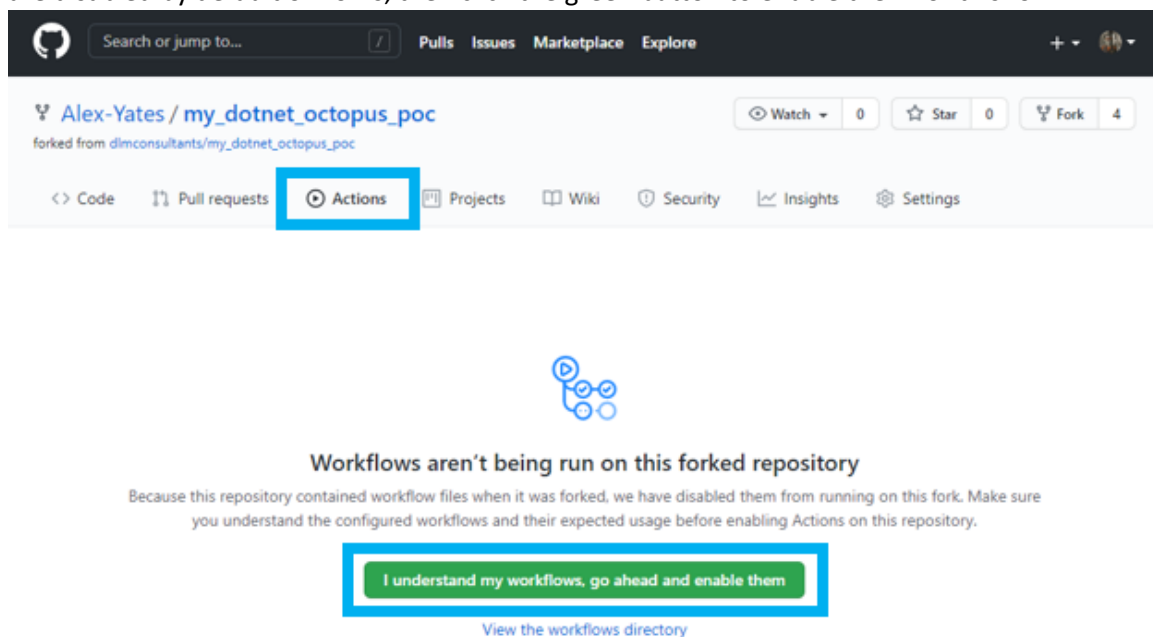 Search or jump to... / Pulls Issues Marketplace Explore
Alex-Yates / my_dotnet_octopus_poc Watch 0 Star 0 Fork 4
forked from dlmconsultants/my_dotnet_octopus_poc
<> Code Pull requests Actions Projects Wiki Security Insights Settings
Workflows aren't being run on this forked repository
Because this repository contained workflow files when it was forked, we have disabled them from running on this fork. Make sure
you understand the configured workflows and their expected usage before enabling Actions on this repository.
I understand my workflows, go ahead and enable them
View the workflows directory